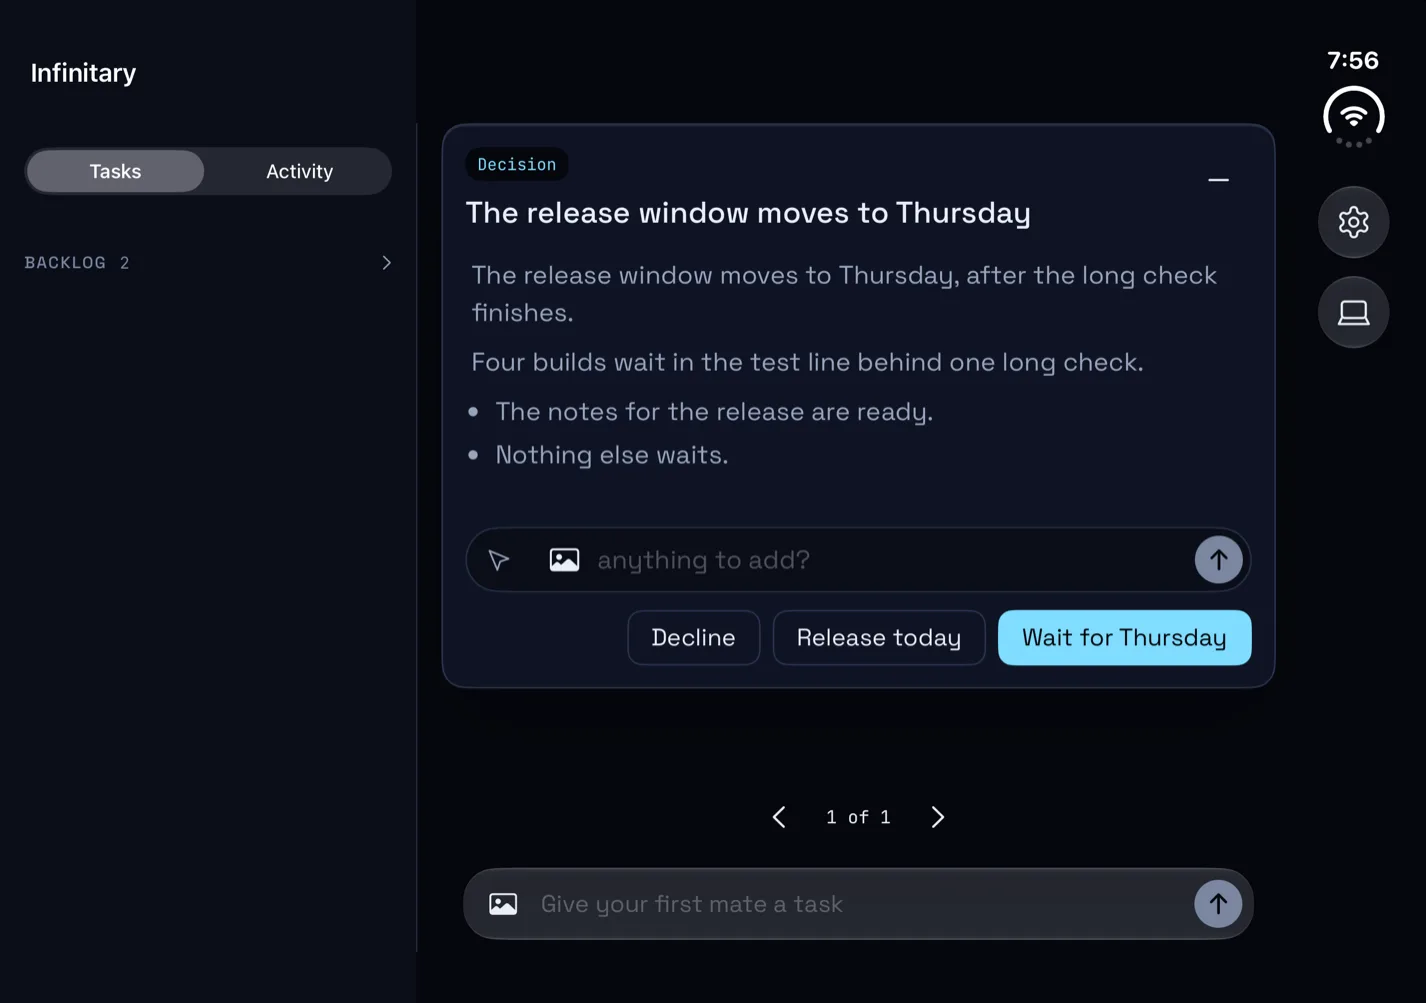 Infinitary
Tasks
Activity
BACKLOG 2
Decision
The release window moves to Thursday
The release window moves to Thursday, after the long check
finishes.
Four builds wait in the test line behind one long check.
• The notes for the release are ready.
• Nothing else waits.
anything to add?
Decline
Release today
Wait for Thursday
1 of 1
Give your first mate a task
7:56